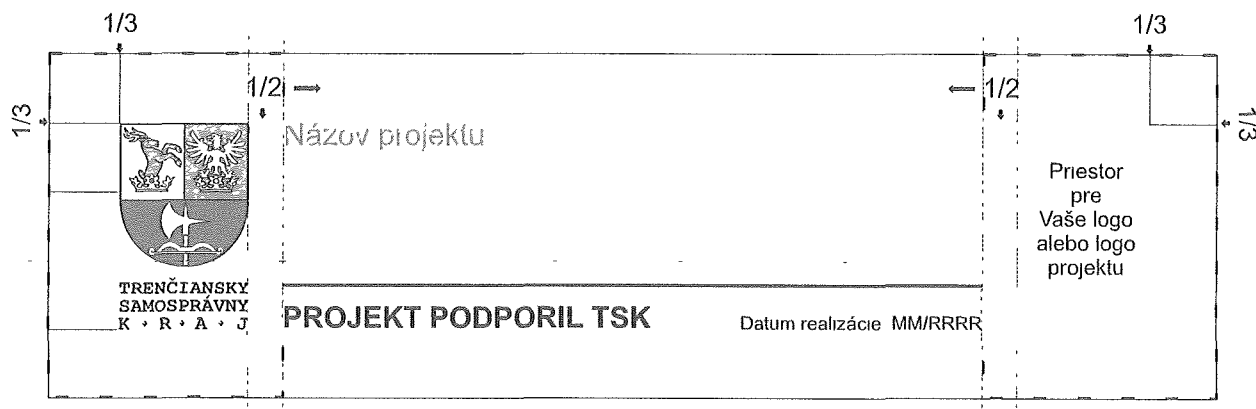 1/3
1/3
1/2
1/2
1/3
1/3
Názov projektu
Priestor
pre
Vaše logo
alebo logo
projektu
TRENČIANSKY
SAMOSPRÁVNY
K · R · A · J
PROJEKT PODPORIL TSK
Datum realizácie MM/RRRR